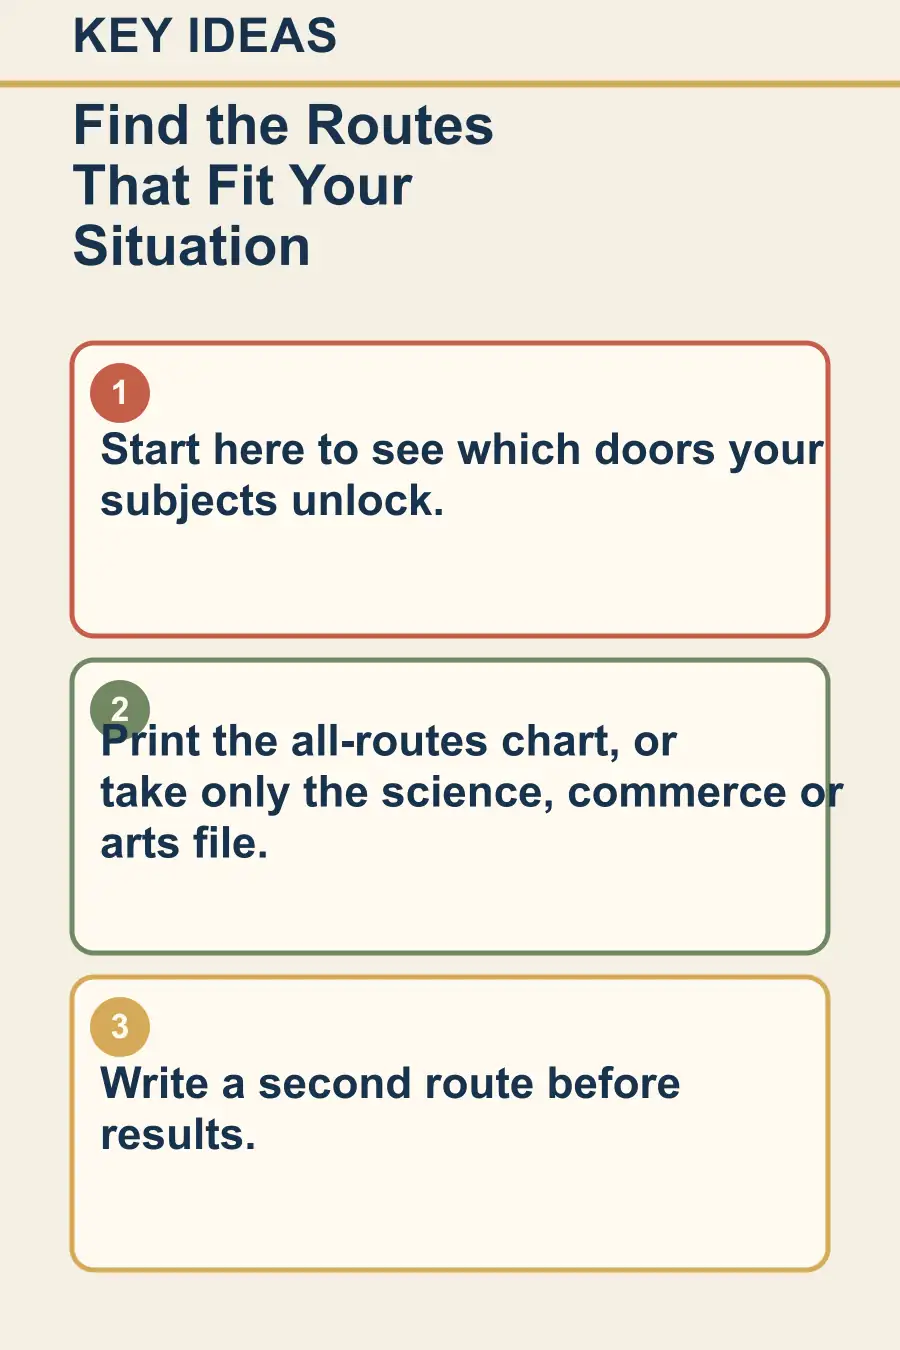 KEY IDEAS
Find the Routes
That Fit Your
Situation
1
Start here to see which doors your
subjects unlock.
2
Print the all-routes chart, or
take only the science, commerce or
arts file.
3
Write a second route before
results.